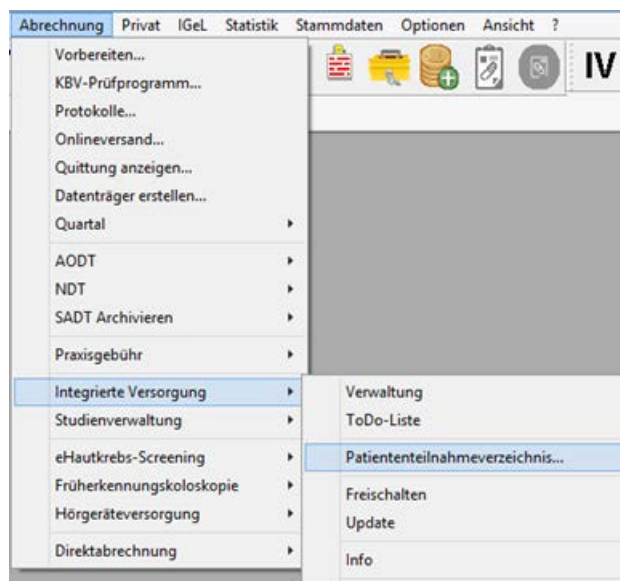 Abrechnung Privat IGeL Statistik Stammdaten Optionen Ansicht ?
IV
Vorbereiten...
KBV-Prüfprogramm...
Protokolle...
Onlineversand...
Quittung anzeigen...
Datenträger erstellen...
Quartal
AODT
NDT
SADT Archivieren
Praxisgebühr
Integrierte Versorgung
Studienverwaltung
eHautkrebs-Screening
Früherkennungskoloskopie
Hörgeräteversorgung
Direktabrechnung
Verwaltung
ToDo-Liste
Patiententeilnahmeverzeichnis...
Freischalten
Update
Info